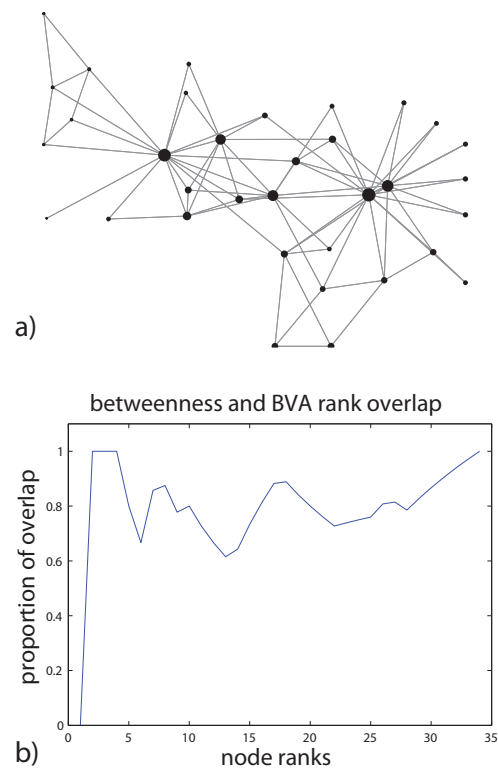 a)
betweenness and BVA rank overlap
1
0.8
0.6
0.4
0.2
0
proportion of overlap
0 5 10 15 20 25 30 35
node ranks
b)